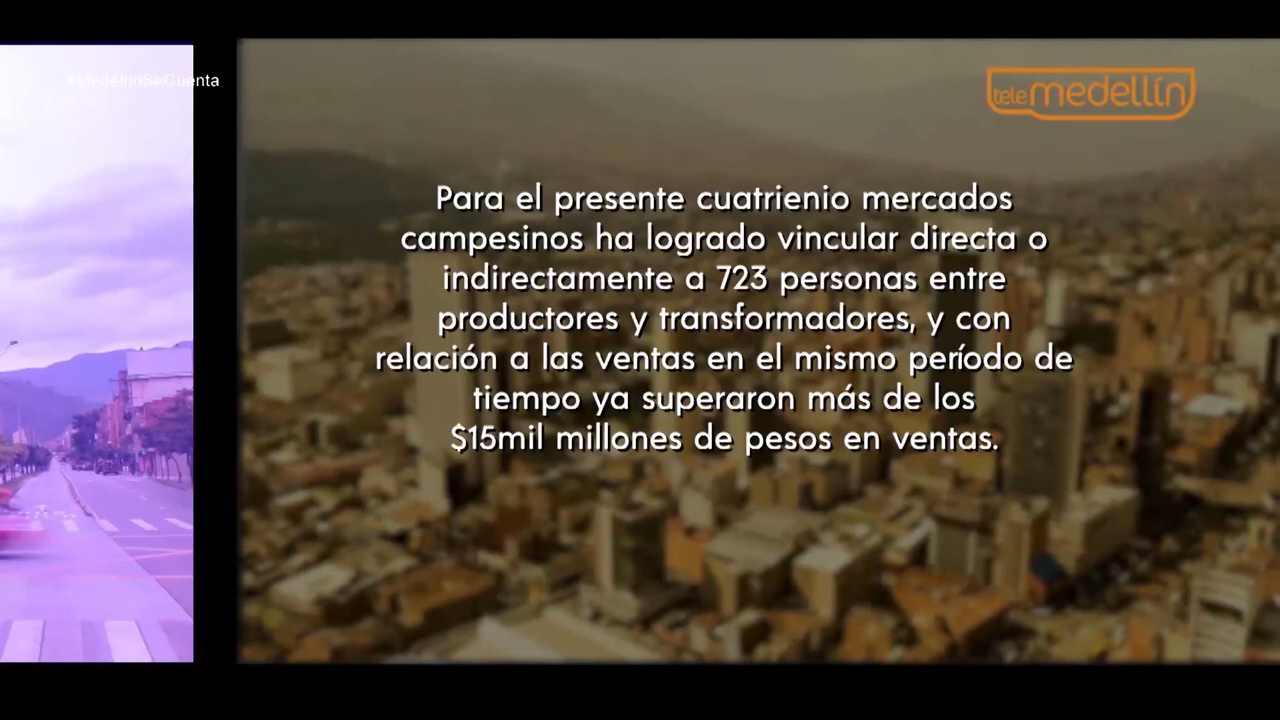 #MedellínSeCuenta
telemedellín
Para el presente cuatrienio mercados
campesinos ha logrado vincular directa o
indirectamente a 723 personas entre
productores y transformadores, y con
relación a las ventas en el mismo período de
tiempo ya superaron más de los
$15mil millones de pesos en ventas.